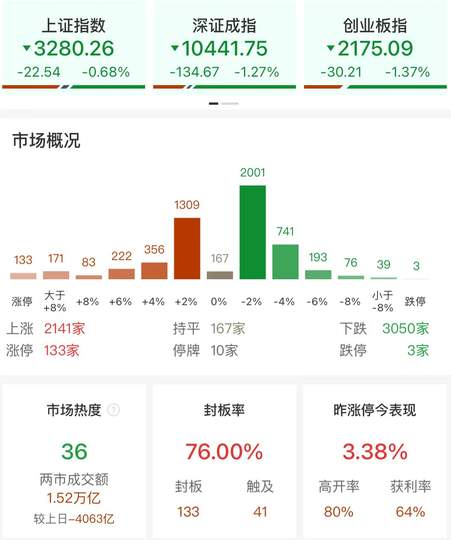 上证指数 深证成指 创业板指
▼3280.26 ▼10441.75 ▼2175.09
-22.54 -0.68% -134.67 -1.27% -30.21 -1.37%
市场概况
133 171 83 222 356 1309 167 2001 741 193 76 39 3
涨停 大于+8% +8% +6% +4% +2% 0% -2% -4% -6% -8% 小于-8% 跌停
上涨 2141家 持平 167家 下跌 3050家
涨停 133家 停牌 10家 跌停 3家
市场热度 ? 封板率 昨涨停今表现
36 76.00% 3.38%
两市成交额 封板 触及 高开率 获利率
1.52万亿 133 41 80% 64%
较上日-4063亿